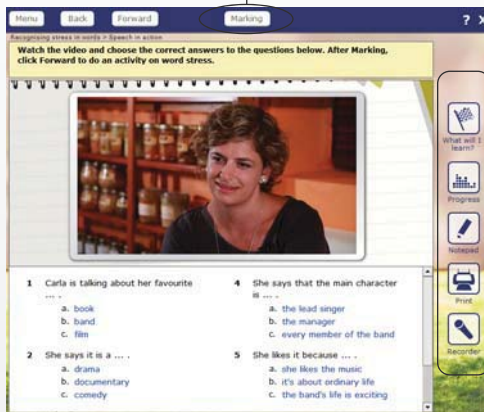 Menu
Back
Forward
Marking
?
Recognising stress in words > Speech in action
Watch the video and choose the correct answers to the questions below. After Marking,
click Forward to do an activity on word stress.
What will I
learn?
Progress
Notepad
Print
Recorder
1 Carla is talking about her favourite
... .
a. book
b. band
c. film
2 She says it is a ... .
a. drama
b. documentary
c. comedy
4 She says that the main character
is ... .
a. the lead singer
b. the manager
c. every member of the band
5 She likes it because ... .
a. she likes the music
b. it's about ordinary life
c. the band's life is exciting